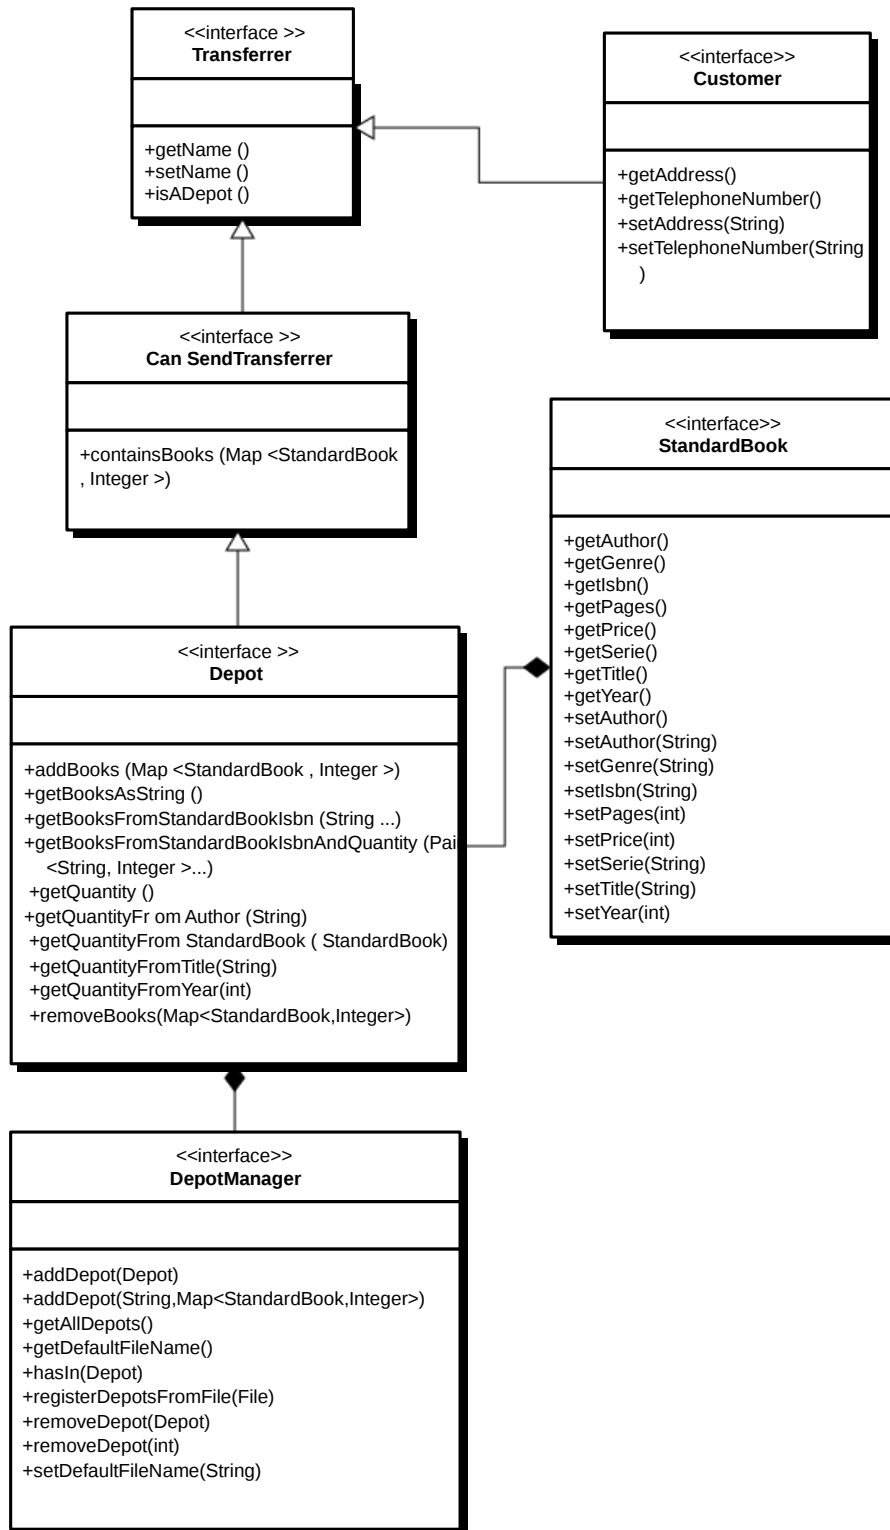 <<interface >>
Transferrer
+getName ()
+setName ()
+isADepot ()
<<interface>>
Customer
+getAddress()
+getTelephoneNumber()
+setAddress(String)
+setTelephoneNumber(String
)
<<interface >>
Can SendTransferrer
+containsBooks (Map <StandardBook
, Integer >)
<<interface>>
StandardBook
+getAuthor()
+getGenre()
+getIsbn()
+getPages()
+getPrice()
+getSerie()
+getTitle()
+getYear()
+setAuthor()
+setAuthor(String)
+setGenre(String)
+setIsbn(String)
+setPages(int)
+setPrice(int)
+setSerie(String)
+setTitle(String)
+setYear(int)
<<interface >>
Depot
+addBooks (Map <StandardBook , Integer >)
+getBooksAsString ()
+getBooksFromStandardBookIsbn (String ...)
+getBooksFromStandardBookIsbnAndQuantity (Pai
<String, Integer >...)
+getQuantity ()
+getQuantityFr om Author (String)
+getQuantityFrom StandardBook ( StandardBook)
+getQuantityFromTitle(String)
+getQuantityFromYear(int)
+removeBooks(Map<StandardBook,Integer>)
<<interface>>
DepotManager
+addDepot(Depot)
+addDepot(String,Map<StandardBook,Integer>)
+getAllDepots()
+getDefaultFileName()
+hasIn(Depot)
+registerDepotsFromFile(File)
+removeDepot(Depot)
+removeDepot(int)
+setDefaultFileName(String)